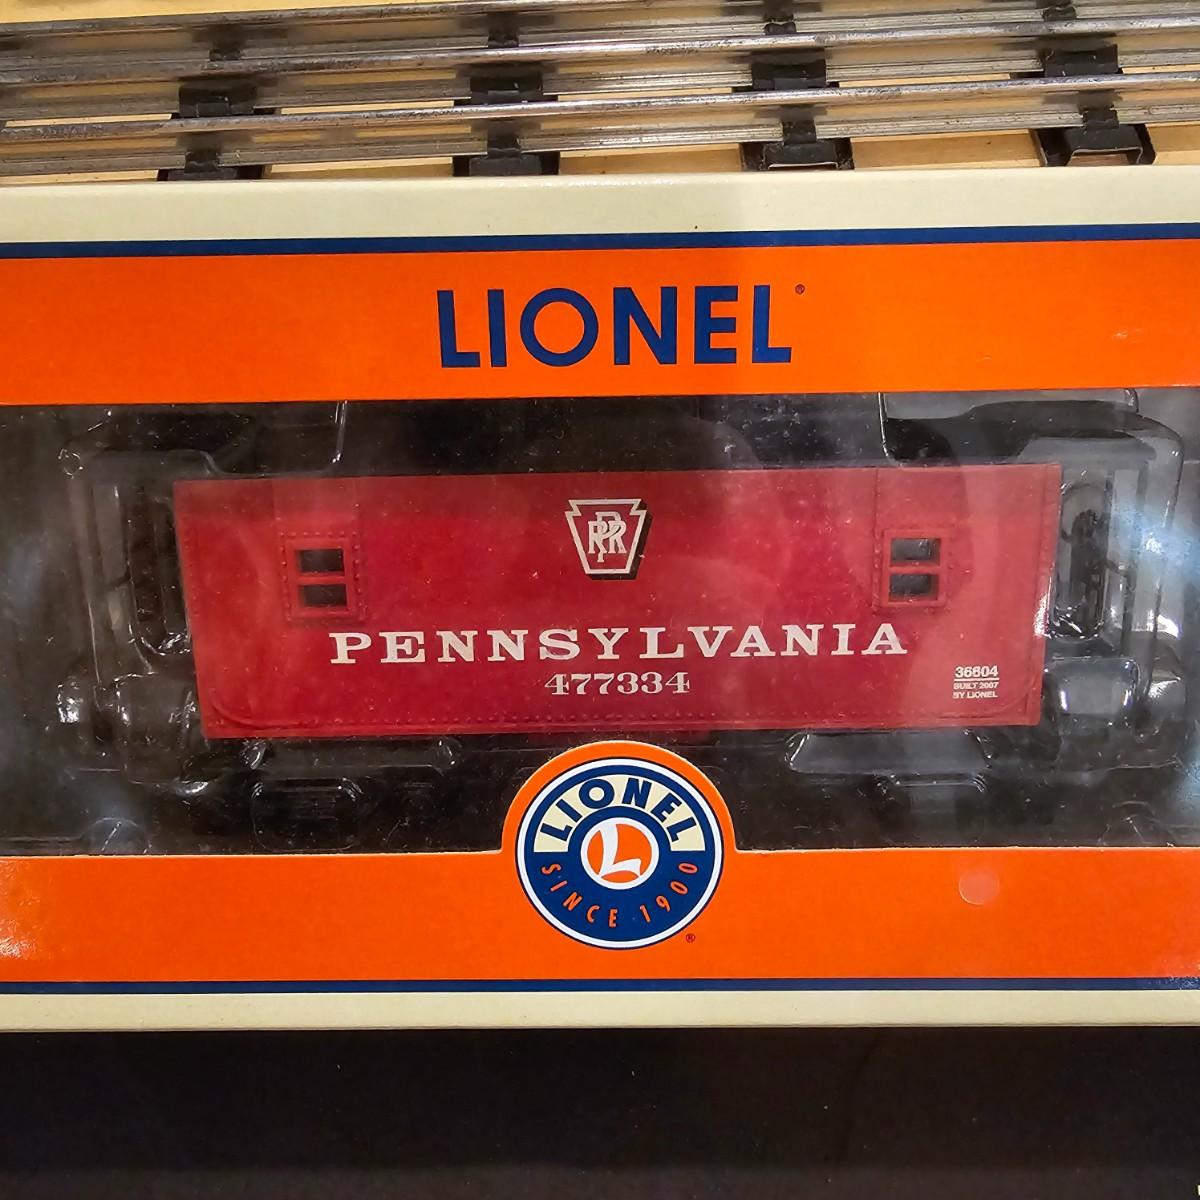 LIONEL®
PRR
PENNSYLVANIA
477334
36604
BUILT 2007
BY LIONEL
LIONEL
L
SINCE 1900
®